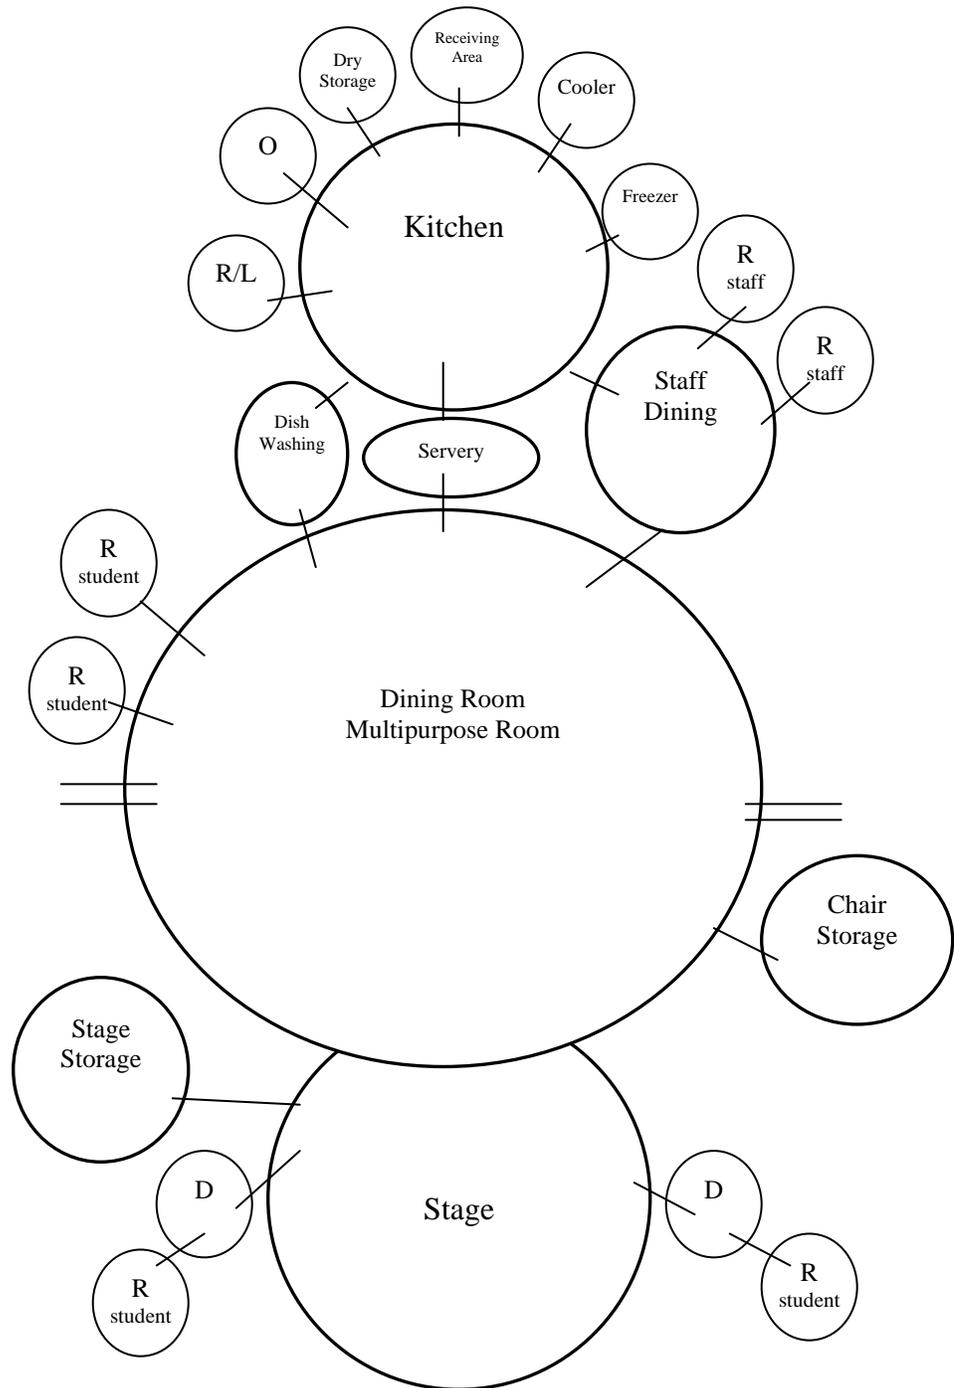 Receiving
Area
Dry
Storage
Cooler
O
Freezer
Kitchen
R
staff
R/L
R
staff
Staff
Dining
Dish
Washing
Servery
R
student
R
student
Dining Room
Multipurpose Room
Chair
Storage
Stage
Storage
D
Stage
D
R
student
R
student